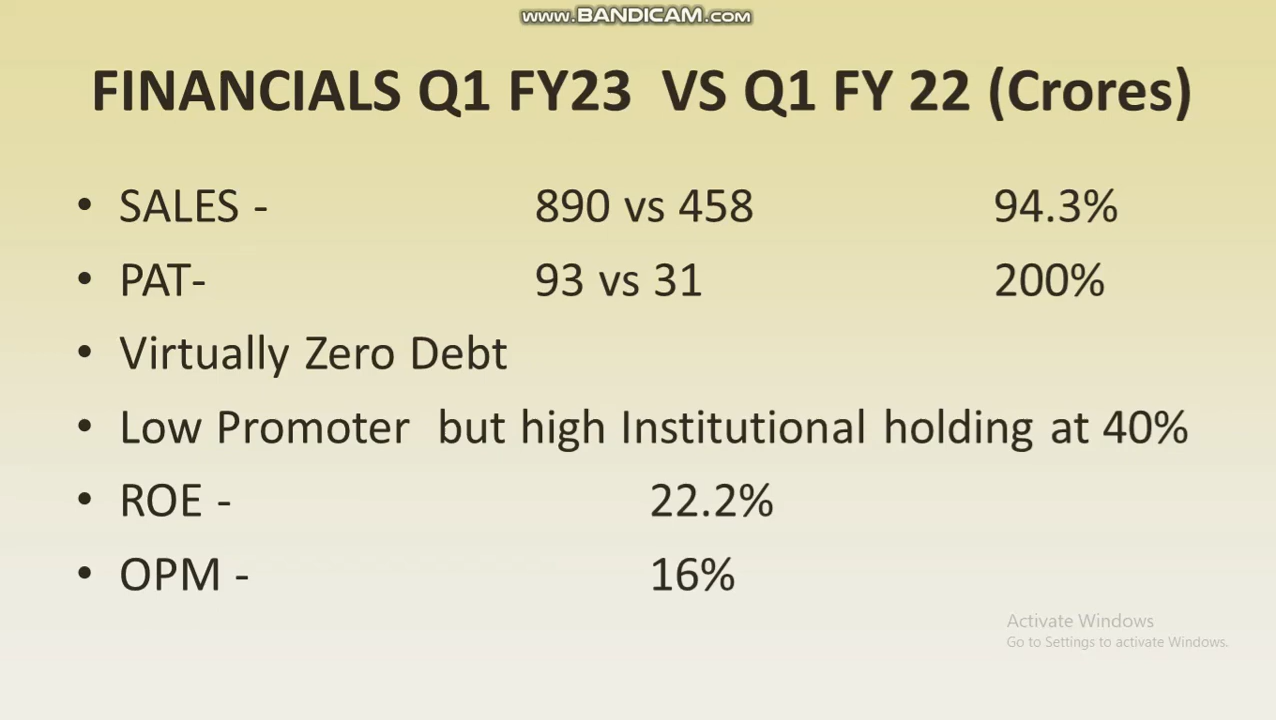 www.BANDICAM.com
FINANCIALS Q1 FY23 VS Q1 FY 22 (Crores)
• SALES - 890 vs 458 94.3%
• PAT- 93 vs 31 200%
• Virtually Zero Debt
• Low Promoter but high Institutional holding at 40%
• ROE - 22.2%
• OPM - 16%
Activate Windows
Go to Settings to activate Windows.